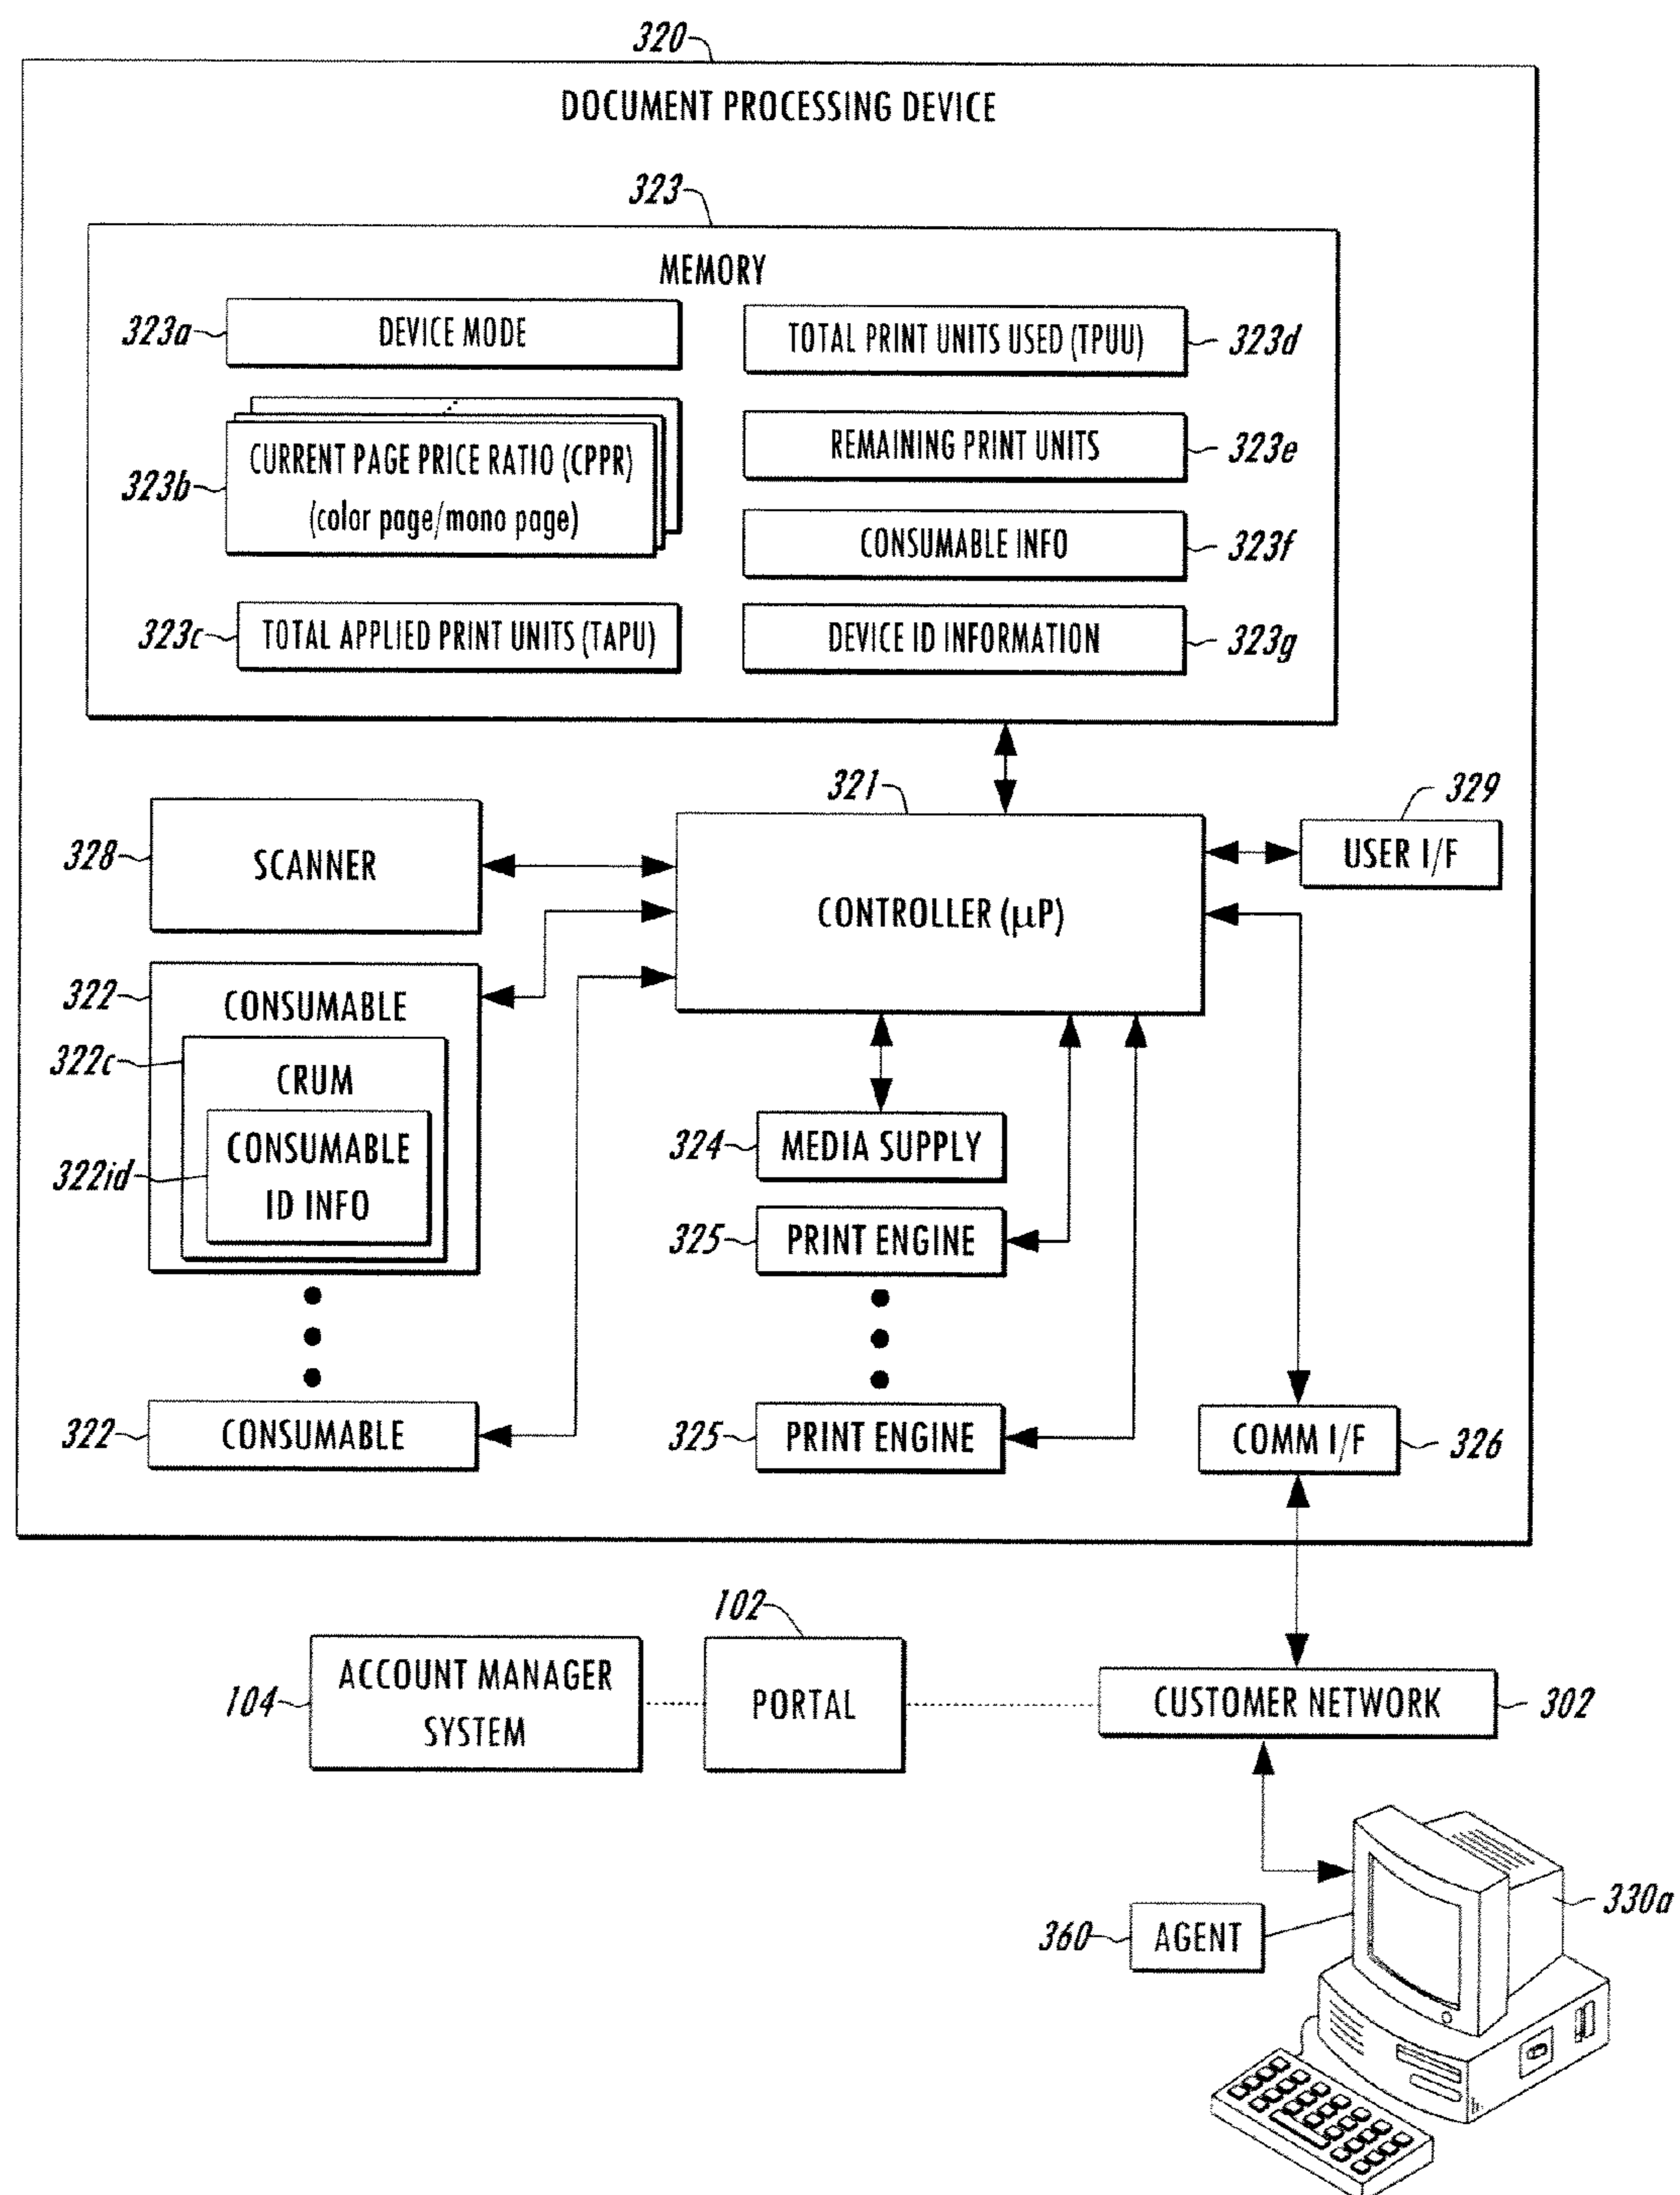 320
DOCUMENT PROCESSING DEVICE
323
MEMORY
323a
DEVICE MODE
TOTAL PRINT UNITS USED (TPUU)
323d
323b
CURRENT PAGE PRICE RATIO (CPPR)
(color page/mono page)
REMAINING PRINT UNITS
323e
CONSUMABLE INFO
323f
323c
TOTAL APPLIED PRINT UNITS (TAPU)
DEVICE ID INFORMATION
323g
321
329
328
SCANNER
CONTROLLER (µP)
USER I/F
322
CONSUMABLE
322c
CRUM
322id
CONSUMABLE
ID INFO
324
MEDIA SUPPLY
325
PRINT ENGINE
322
CONSUMABLE
325
PRINT ENGINE
COMM I/F
326
102
104
ACCOUNT MANAGER
SYSTEM
PORTAL
CUSTOMER NETWORK
302
330a
360
AGENT